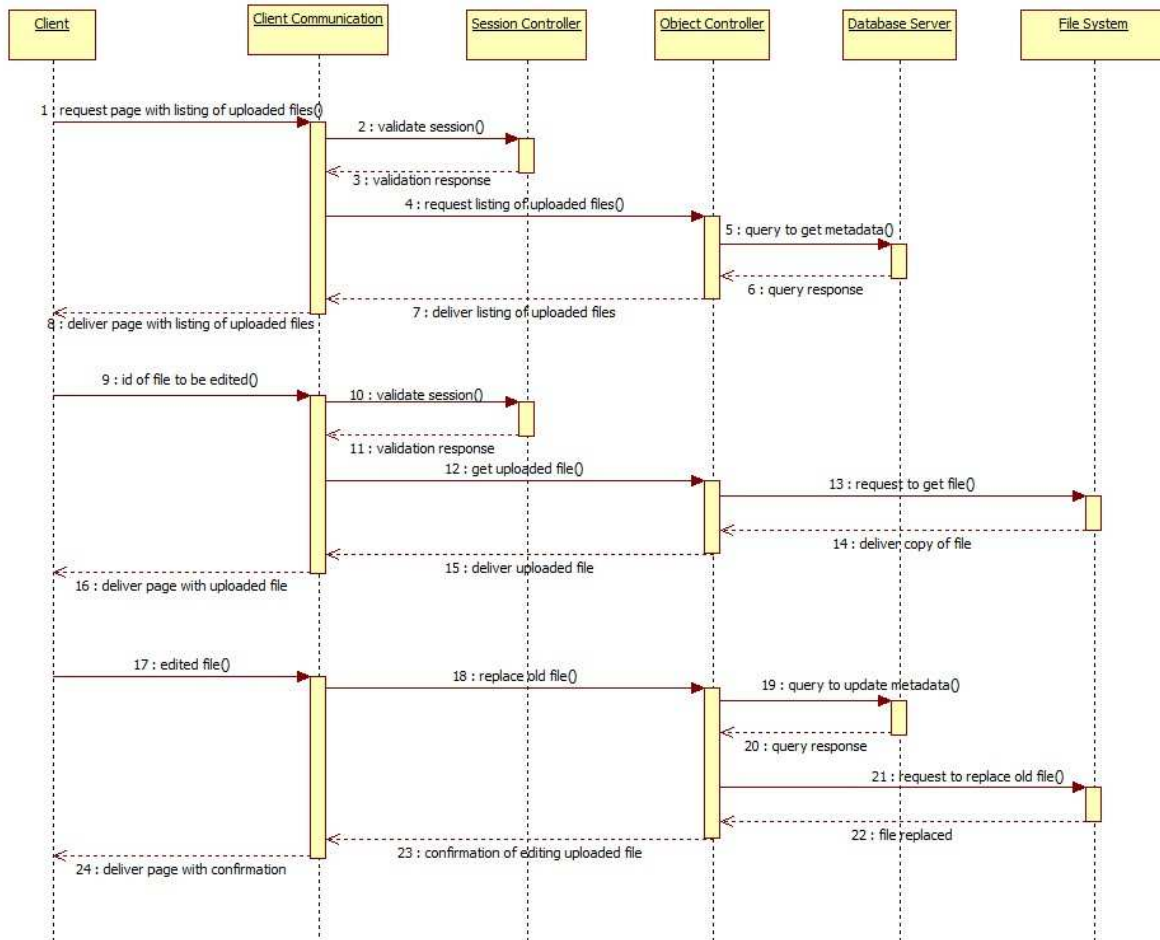 Client
Client Communication
Session Controller
Object Controller
Database Server
File System
1 : request page with listing of uploaded files()
2 : validate session()
3 : validation response
4 : request listing of uploaded files()
5 : query to get metadata()
6 : query response
7 : deliver listing of uploaded files
8 : deliver page with listing of uploaded files
9 : id of file to be edited()
10 : validate session()
11 : validation response
12 : get uploaded file()
13 : request to get file()
14 : deliver copy of file
15 : deliver uploaded file
16 : deliver page with uploaded file
17 : edited file()
18 : replace old file()
19 : query to update metadata()
20 : query response
21 : request to replace old file()
22 : file replaced
23 : confirmation of editing uploaded file
24 : deliver page with confirmation